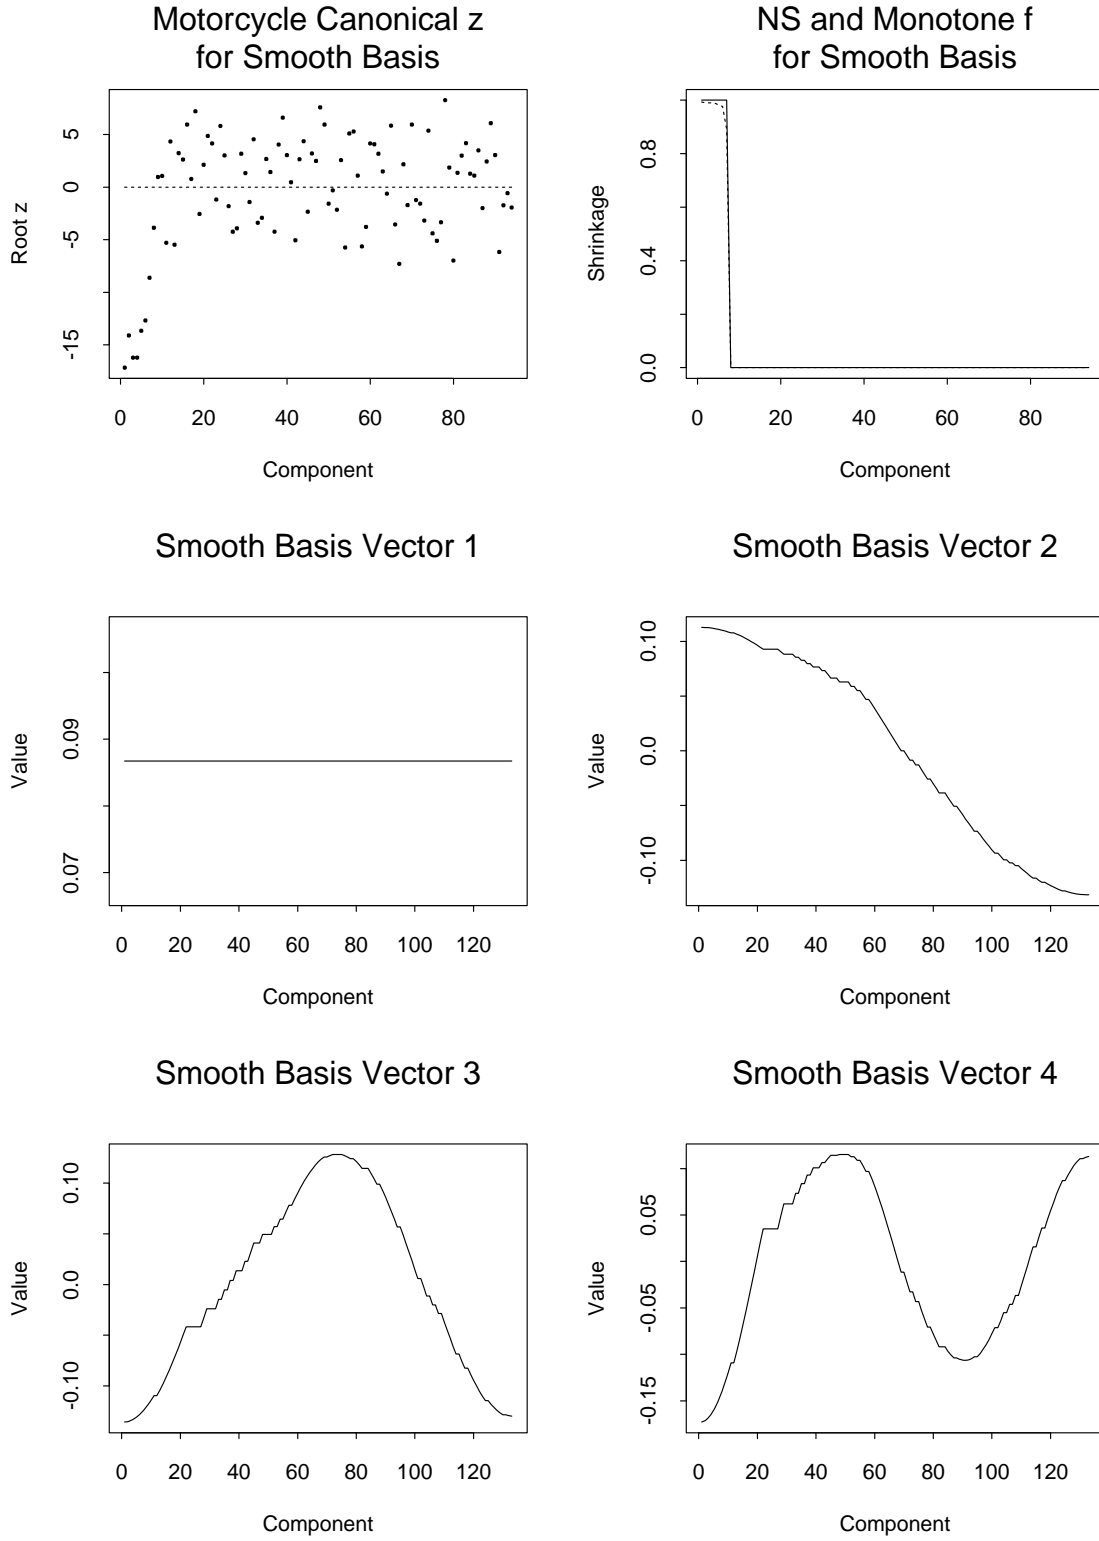 Motorcycle Canonical z
for Smooth Basis
5
0
-5
-15
Root z
0 20 40 60 80
Component
NS and Monotone f
for Smooth Basis
0.8
0.4
0.0
Shrinkage
0 20 40 60 80
Component
Smooth Basis Vector 1
0.09
0.07
Value
0 20 40 60 80 100 120
Component
Smooth Basis Vector 2
0.10
0.0
-0.10
Value
0 20 40 60 80 100 120
Component
Smooth Basis Vector 3
0.10
0.0
-0.10
Value
0 20 40 60 80 100 120
Component
Smooth Basis Vector 4
0.05
-0.05
-0.15
Value
0 20 40 60 80 100 120
Component